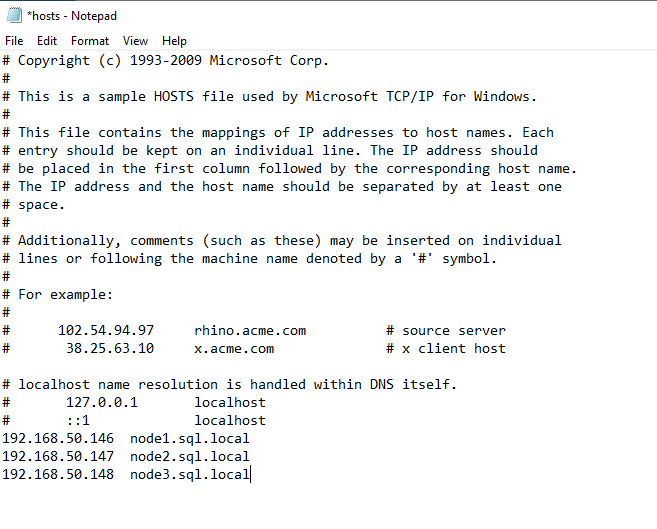 *hosts - Notepad
File Edit Format View Help
# Copyright (c) 1993-2009 Microsoft Corp.
#
# This is a sample HOSTS file used by Microsoft TCP/IP for Windows.
#
# This file contains the mappings of IP addresses to host names. Each
# entry should be kept on an individual line. The IP address should
# be placed in the first column followed by the corresponding host name.
# The IP address and the host name should be separated by at least one
# space.
#
# Additionally, comments (such as these) may be inserted on individual
# lines or following the machine name denoted by a '#' symbol.
#
# For example:
#
#      102.54.94.97     rhino.acme.com          # source server
#       38.25.63.10     x.acme.com              # x client host

# localhost name resolution is handled within DNS itself.
#       127.0.0.1       localhost
#       ::1             localhost
192.168.50.146  node1.sql.local
192.168.50.147  node2.sql.local
192.168.50.148  node3.sql.local